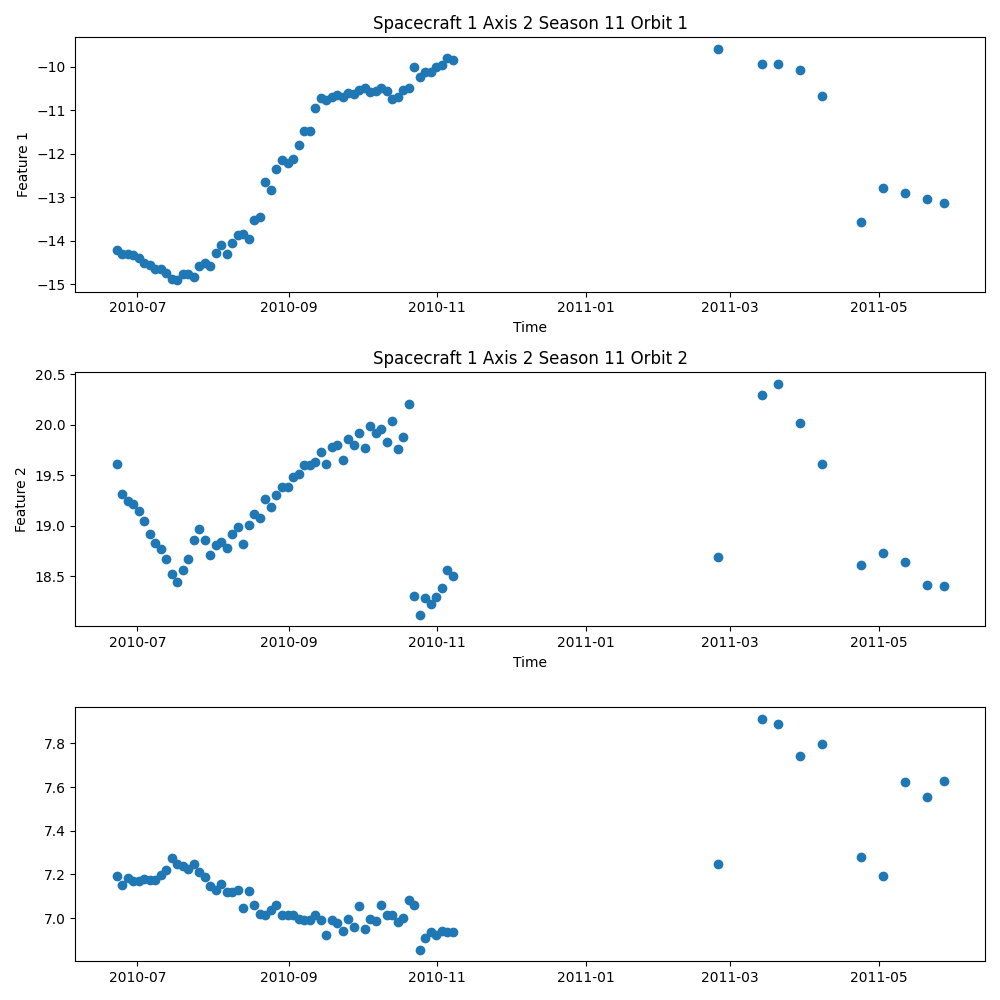 Spacecraft 1 Axis 2 Season 11 Orbit 1
−10
−11
−12
−13
−14
−15
Feature 1
2010-07 2010-09 2010-11 2011-01 2011-03 2011-05
Time
Spacecraft 1 Axis 2 Season 11 Orbit 2
20.5
20.0
19.5
19.0
18.5
Feature 2
2010-07 2010-09 2010-11 2011-01 2011-03 2011-05
Time
7.8
7.6
7.4
7.2
7.0
2010-07 2010-09 2010-11 2011-01 2011-03 2011-05